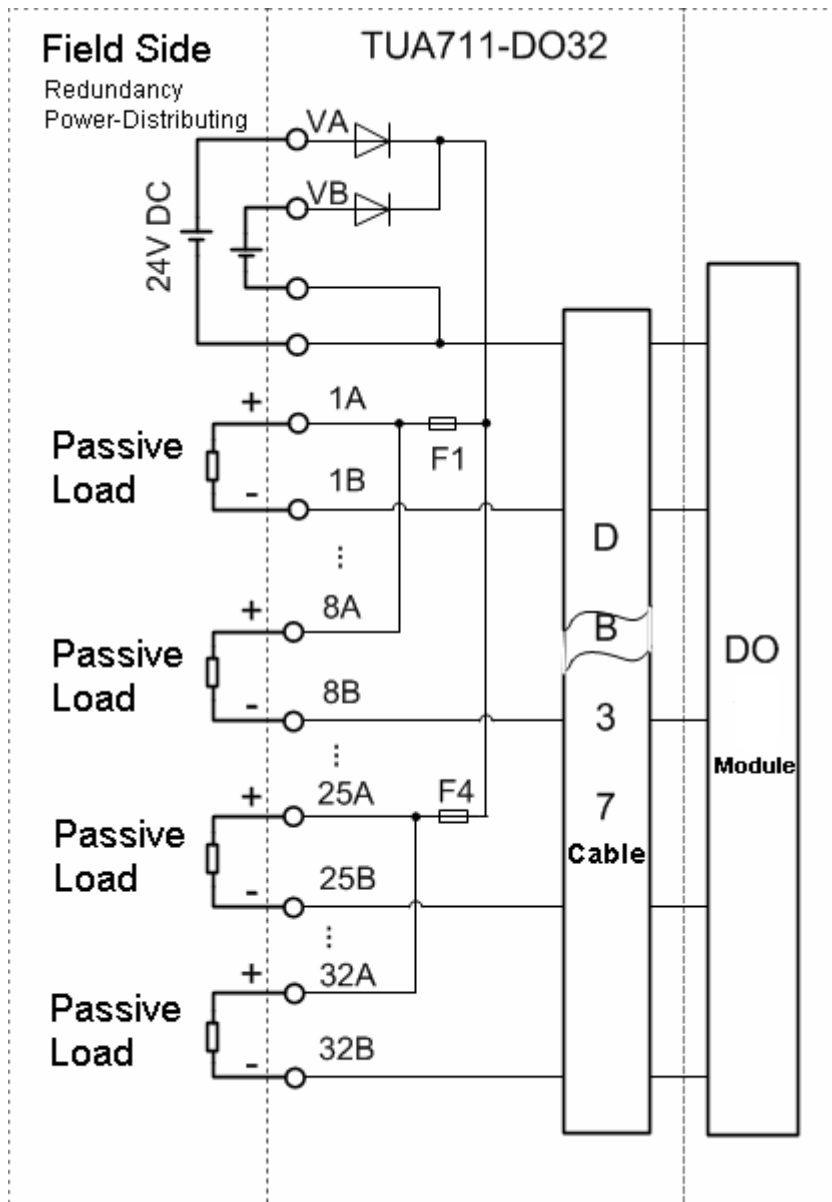 Field Side
TUA711-DO32
Redundancy
Power-Distributing
VA
VB
24V DC
+
1A
F1
Passive
Load
-
1B
D
...
+
8A
B
Passive
Load
DO
-
8B
3
...
Module
+
25A
F4
7
Passive
Load
Cable
-
25B
...
+
32A
Passive
Load
-
32B